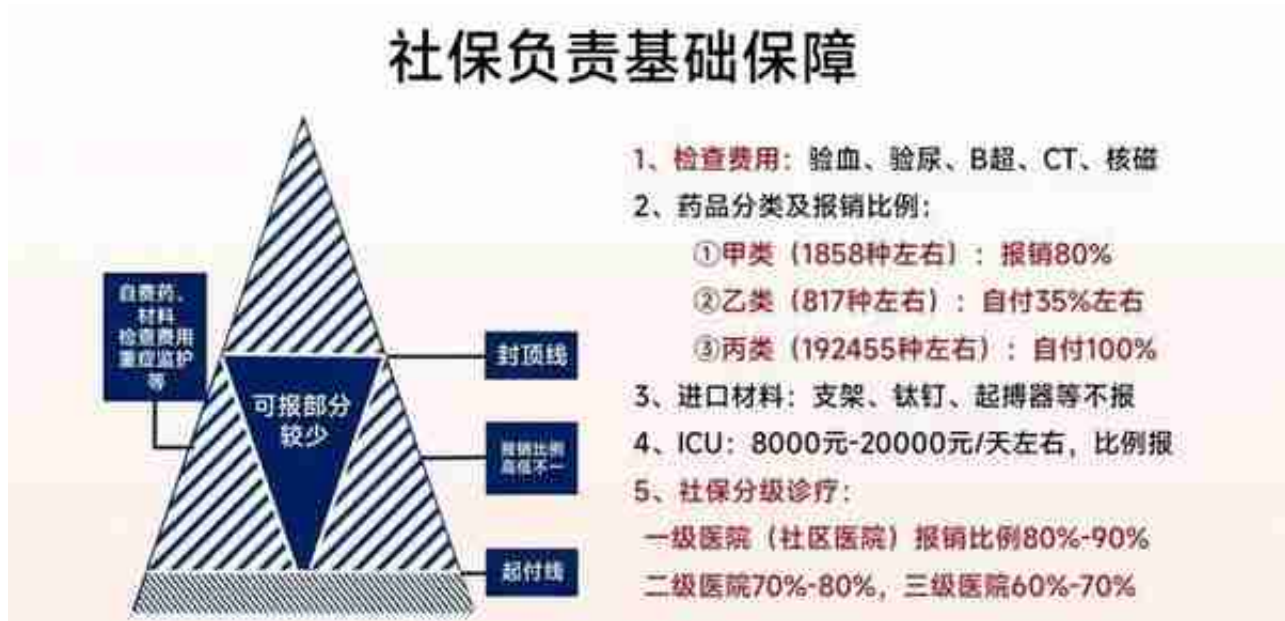 社保负责基础保障
自费药、
材料
检查费用
重症监护
等
可报部分
较少
封顶线
报销比例
高低不一
起付线
1、检查费用：验血、验尿、B超、CT、核磁
2、药品分类及报销比例：
①甲类（1858种左右）：报销80%
②乙类（817种左右）：自付35%左右
③丙类（192455种左右）：自付100%
3、进口材料：支架、钛钉、起搏器等不报
4、ICU：8000元-20000元/天左右，比例报
5、社保分级诊疗：
一级医院（社区医院）报销比例80%-90%
二级医院70%-80%，三级医院60%-70%